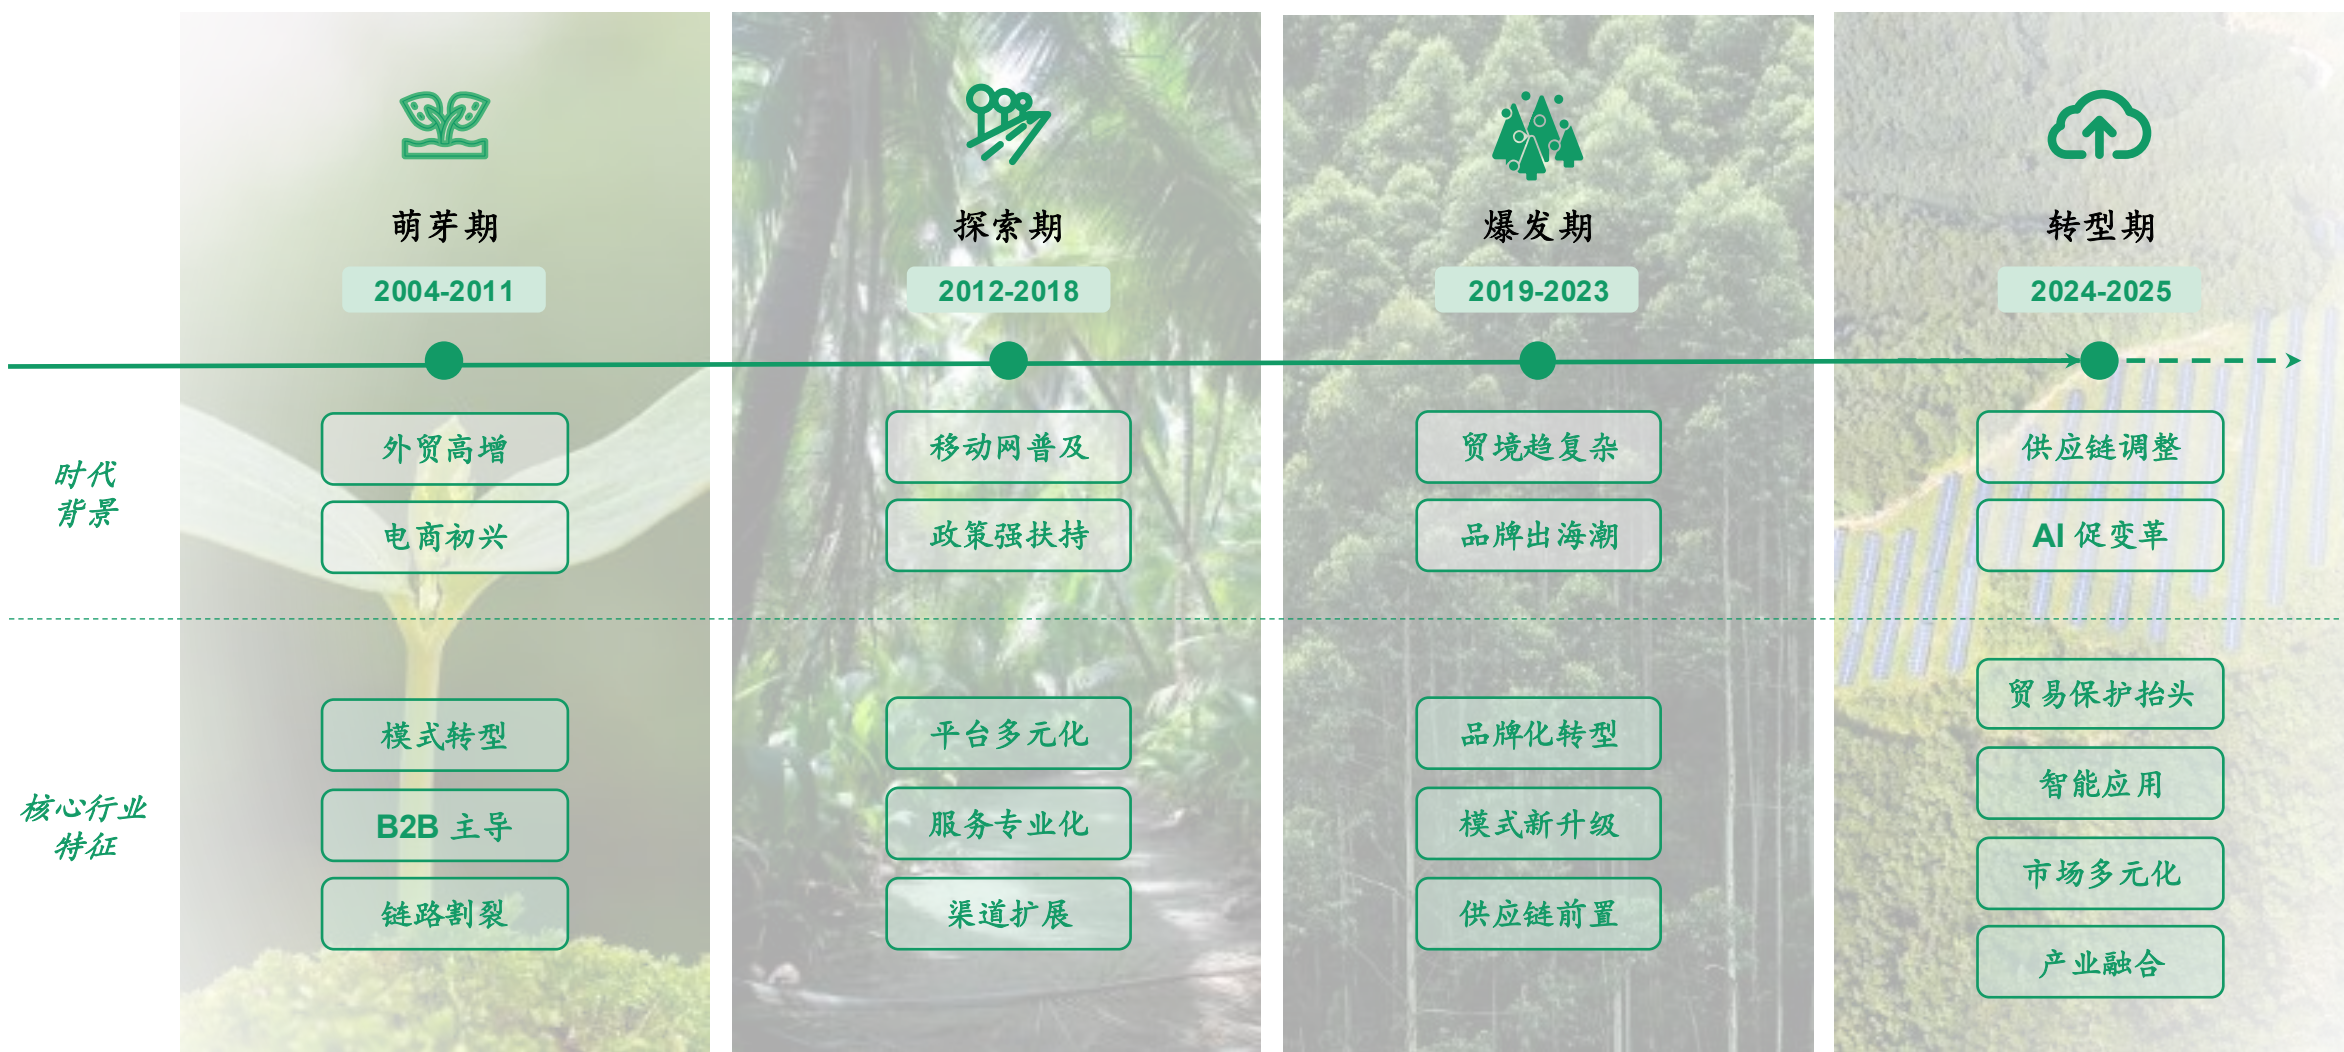 萌芽期
2004-2011
探索期
2012-2018
爆发期
2019-2023
转型期
2024-2025
时代
背景
外贸高增
电商初兴
移动网普及
政策强扶持
贸境趋复杂
品牌出海潮
供应链调整
AI 促变革
核心行业
特征
模式转型
B2B 主导
链路割裂
平台多元化
服务专业化
渠道扩展
品牌化转型
模式新升级
供应链前置
贸易保护抬头
智能应用
市场多元化
产业融合